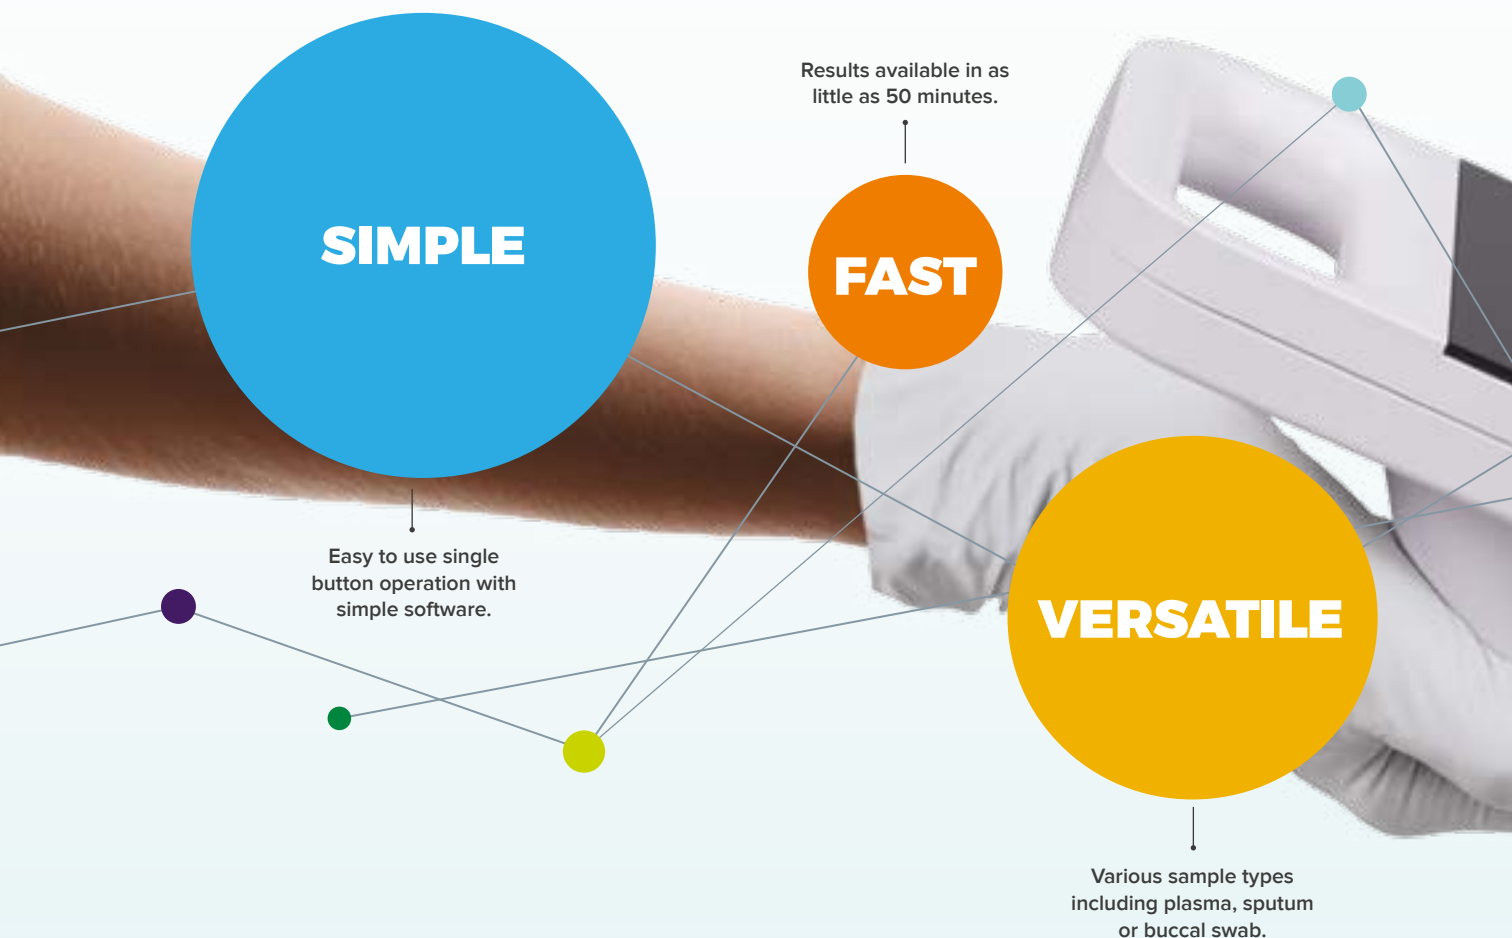 SIMPLE
Easy to use single
button operation with
simple software.
Results available in as
little as 50 minutes.
FAST
VERSATILE
Various sample types
including plasma, sputum
or buccal swab.